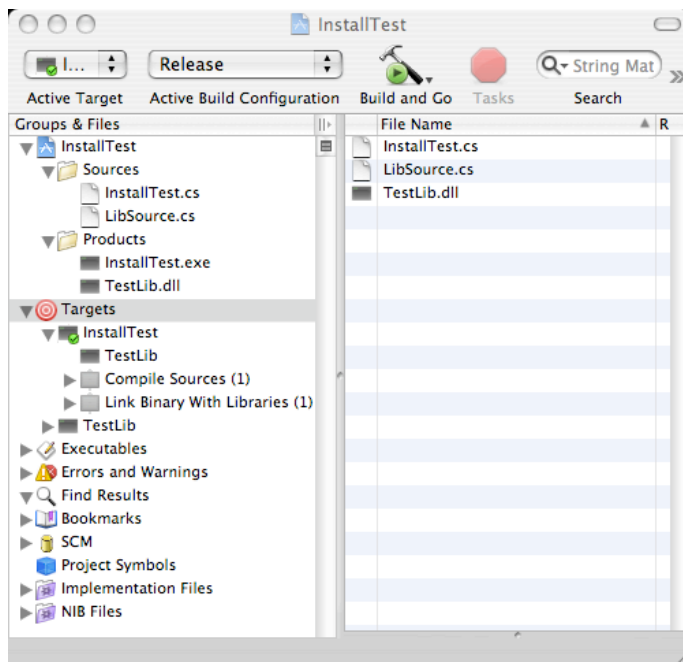 InstallTest
I...
Release
String Mat
Active Target
Active Build Configuration
Build and Go
Tasks
Search
Groups & Files
InstallTest
Sources
InstallTest.cs
LibSource.cs
Products
InstallTest.exe
TestLib.dll
Targets
InstallTest
TestLib
Compile Sources (1)
Link Binary With Libraries (1)
TestLib
Executables
Errors and Warnings
Find Results
Bookmarks
SCM
Project Symbols
Implementation Files
NIB Files
File Name
R
InstallTest.cs
LibSource.cs
TestLib.dll